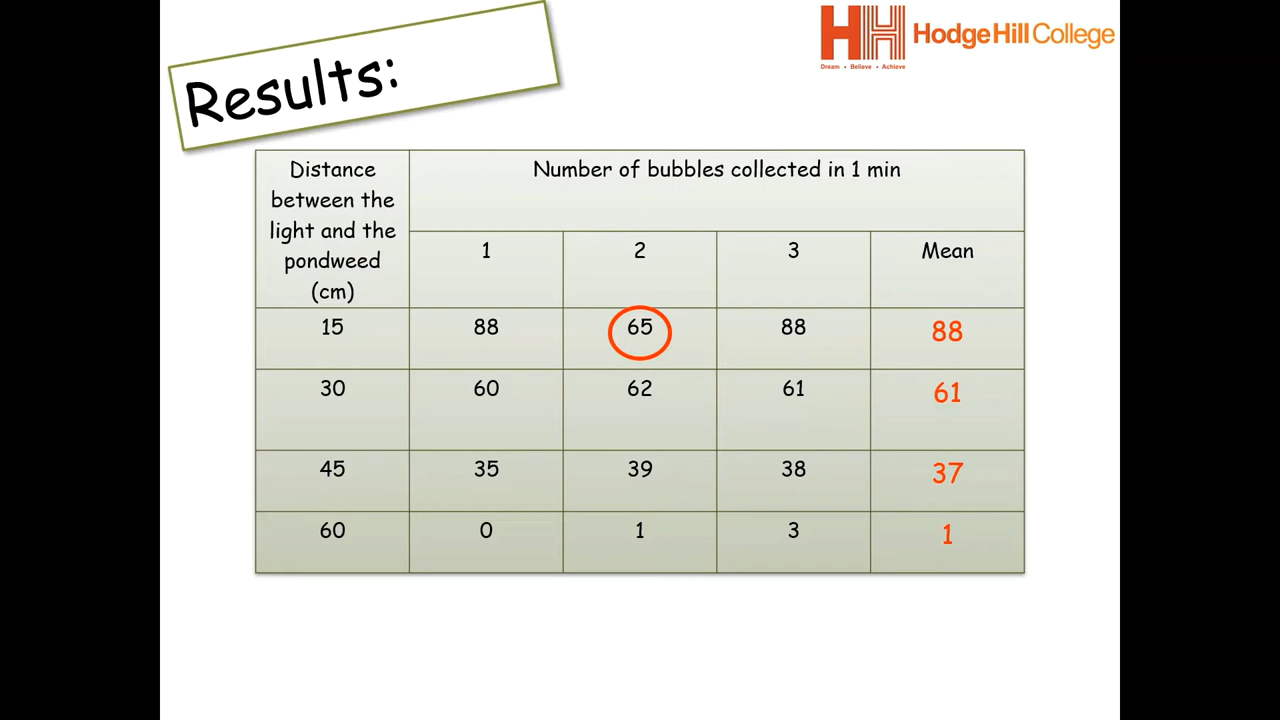 Results:
HH Hodge Hill College
Dream • Believe • Achieve
Distance between the light and the pondweed (cm)
Number of bubbles collected in 1 min
1 2 3 Mean
15 88 65 88 88
30 60 62 61 61
45 35 39 38 37
60 0 1 3 1